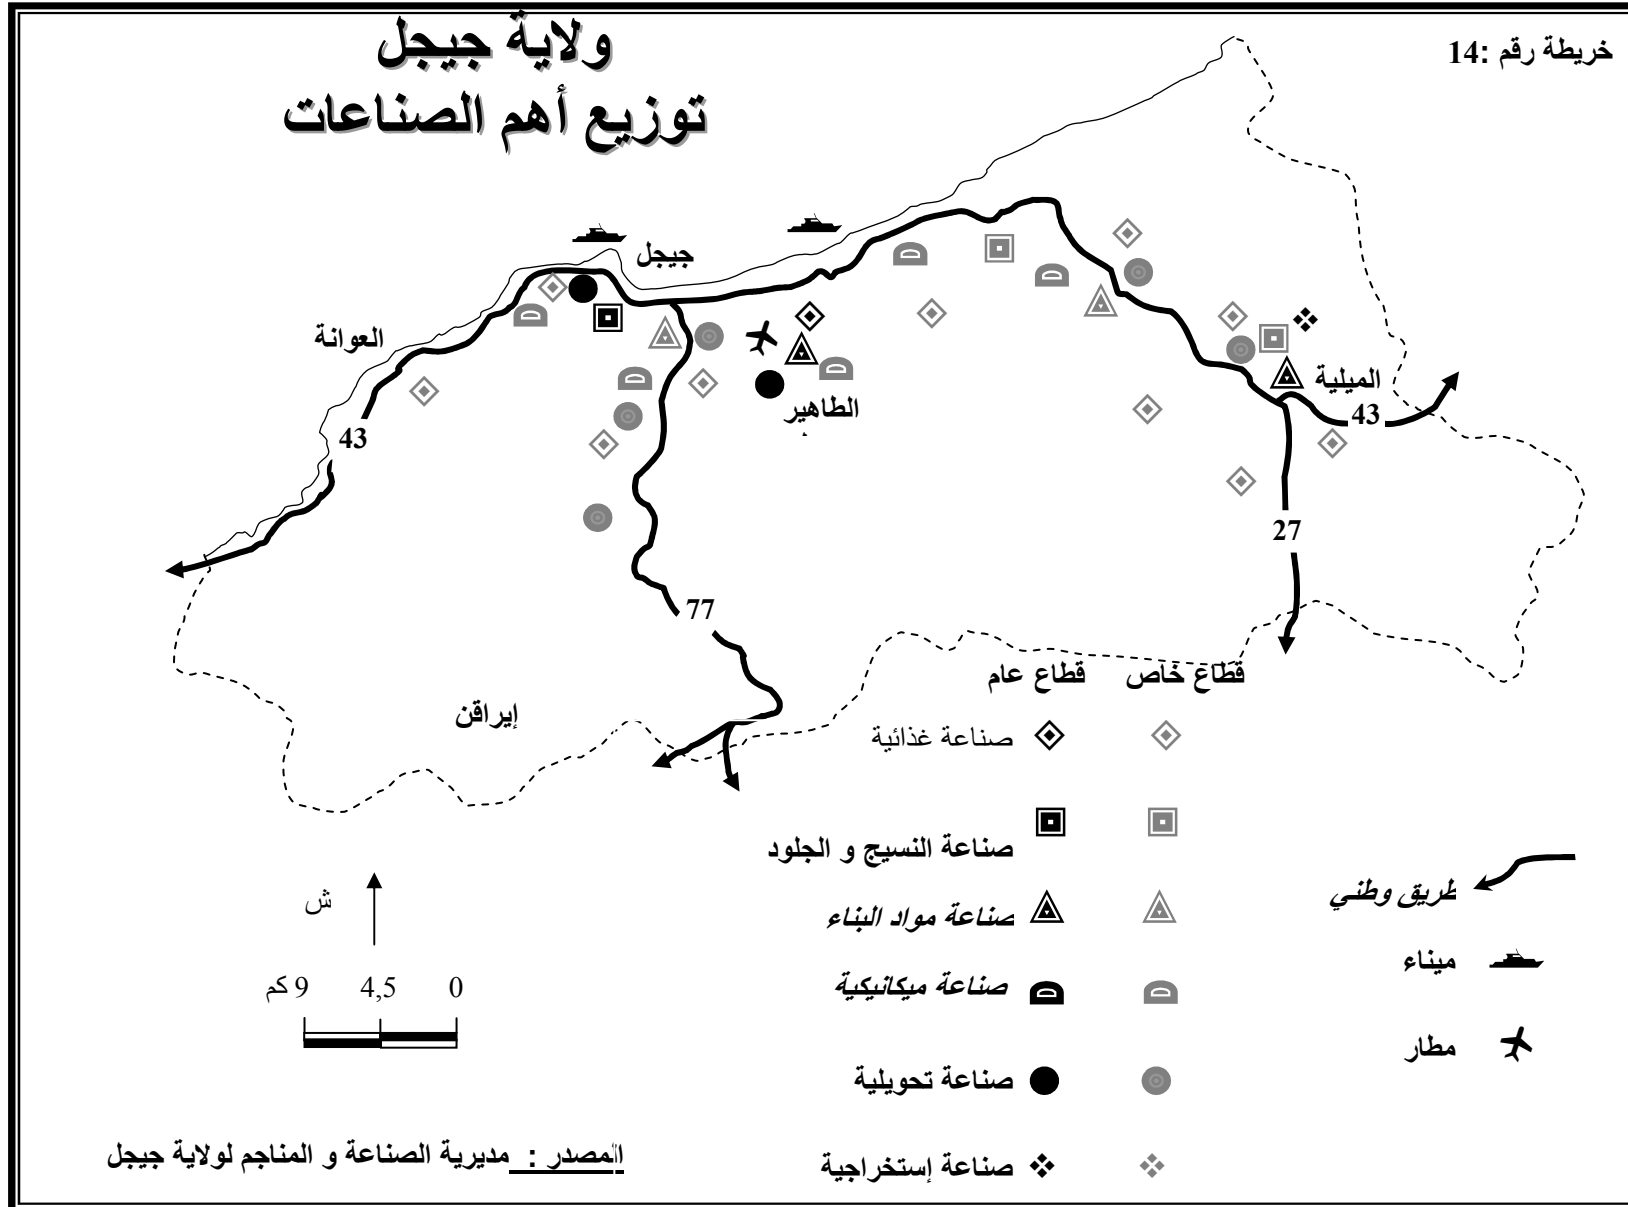 خريطة رقم :14
ولاية جيجل
توزيع أهم الصناعات
جيجل
العوانة
الطاهير
الميلية
43
43
27
77
إيراقن
قطاع خاص
قطاع عام
صناعة غذائية
صناعة النسيج و الجلود
صناعة مواد البناء
صناعة ميكانيكية
صناعة تحويلية
صناعة إستخراجية
طريق وطني
ميناء
مطار
ش
9 كم 4,5 0
المصدر : مديرية الصناعة و المناجم لولاية جيجل